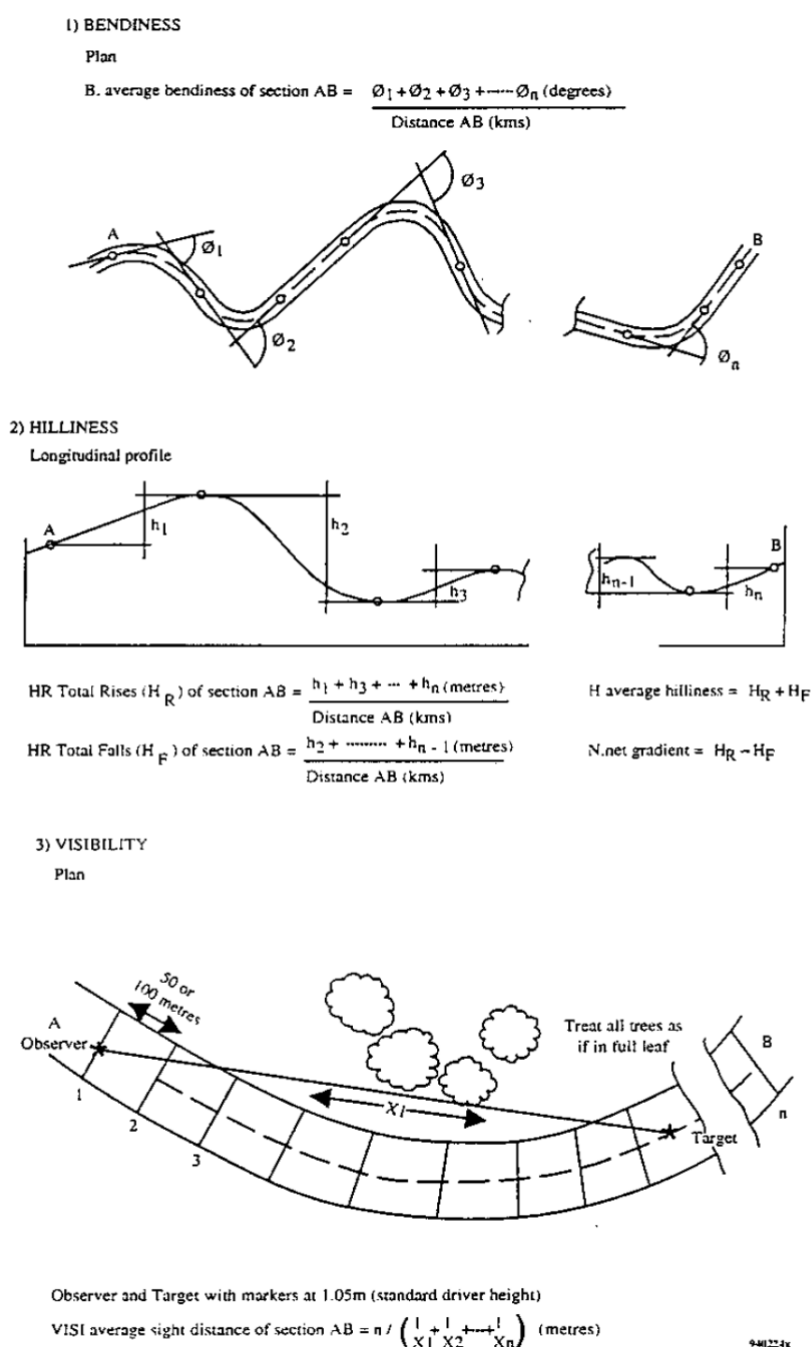 1) BENDINESS
Plan
B. average bendiness of section AB = Ø1 + Ø2 + Ø3 +-----Øn (degrees)
Distance AB (kms)
A
Ø1
Ø2
Ø3
B
Øn
2) HILLINESS
Longitudinal profile
A
h1
h2
h3
hn-1
hn
B
HR Total Rises (HR) of section AB = h1 + h3 + --- + hn (metres)
Distance AB (kms)
H average hilliness = HR + HF
HR Total Falls (HF) of section AB = h2 + ......... + hn - 1 (metres)
Distance AB (kms)
N.net gradient = HR - HF
3) VISIBILITY
Plan
50 or
100 metres
A
Observer
1
2
3
X1
Treat all trees as
if in full leaf
B
n
Target
Observer and Target with markers at 1.05m (standard driver height)
VISI average sight distance of section AB = n / (1/X1 + 1/X2 +---+ 1/Xn) (metres)